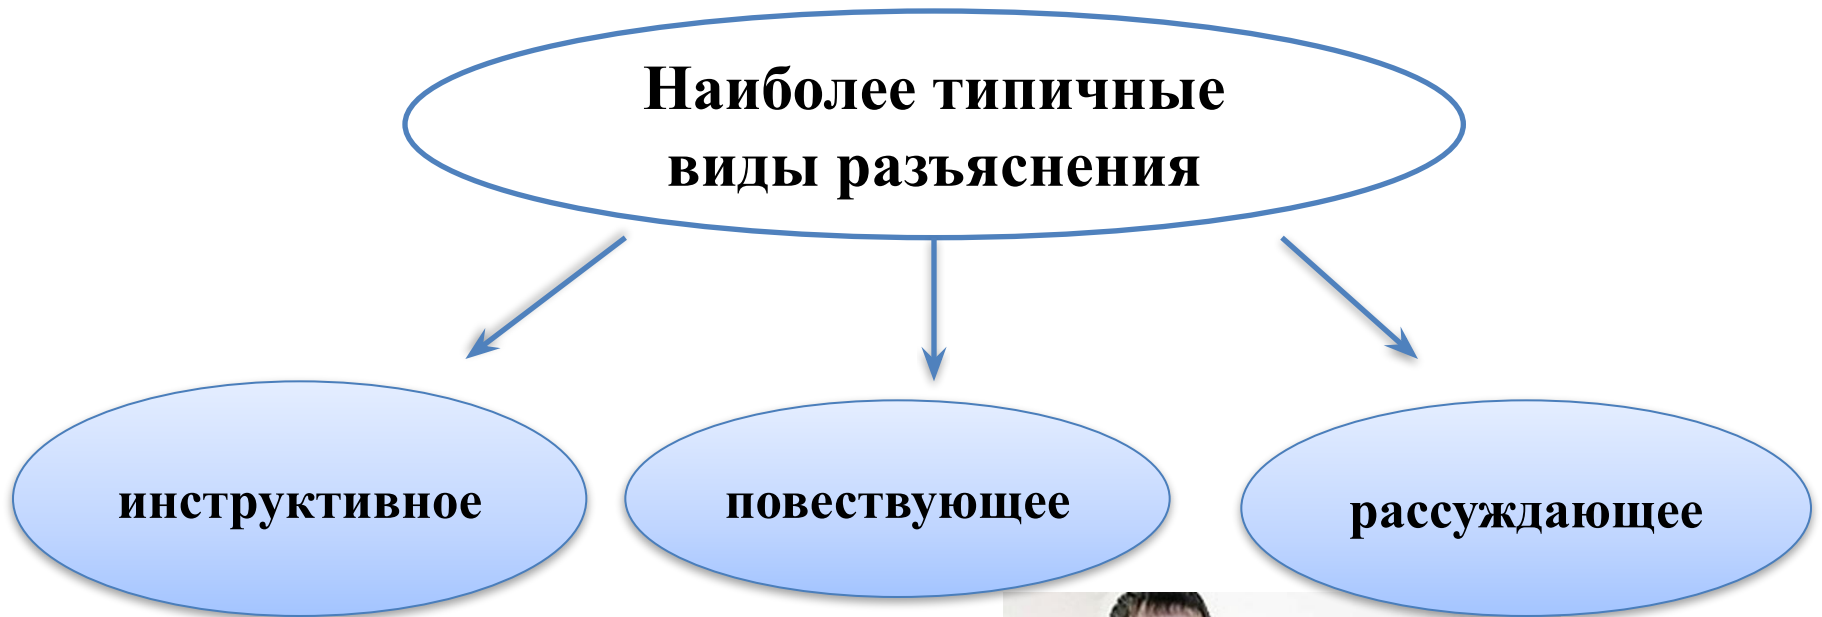 Наиболее типичные
виды разъяснения
инструктивное
повествующее
рассуждающее